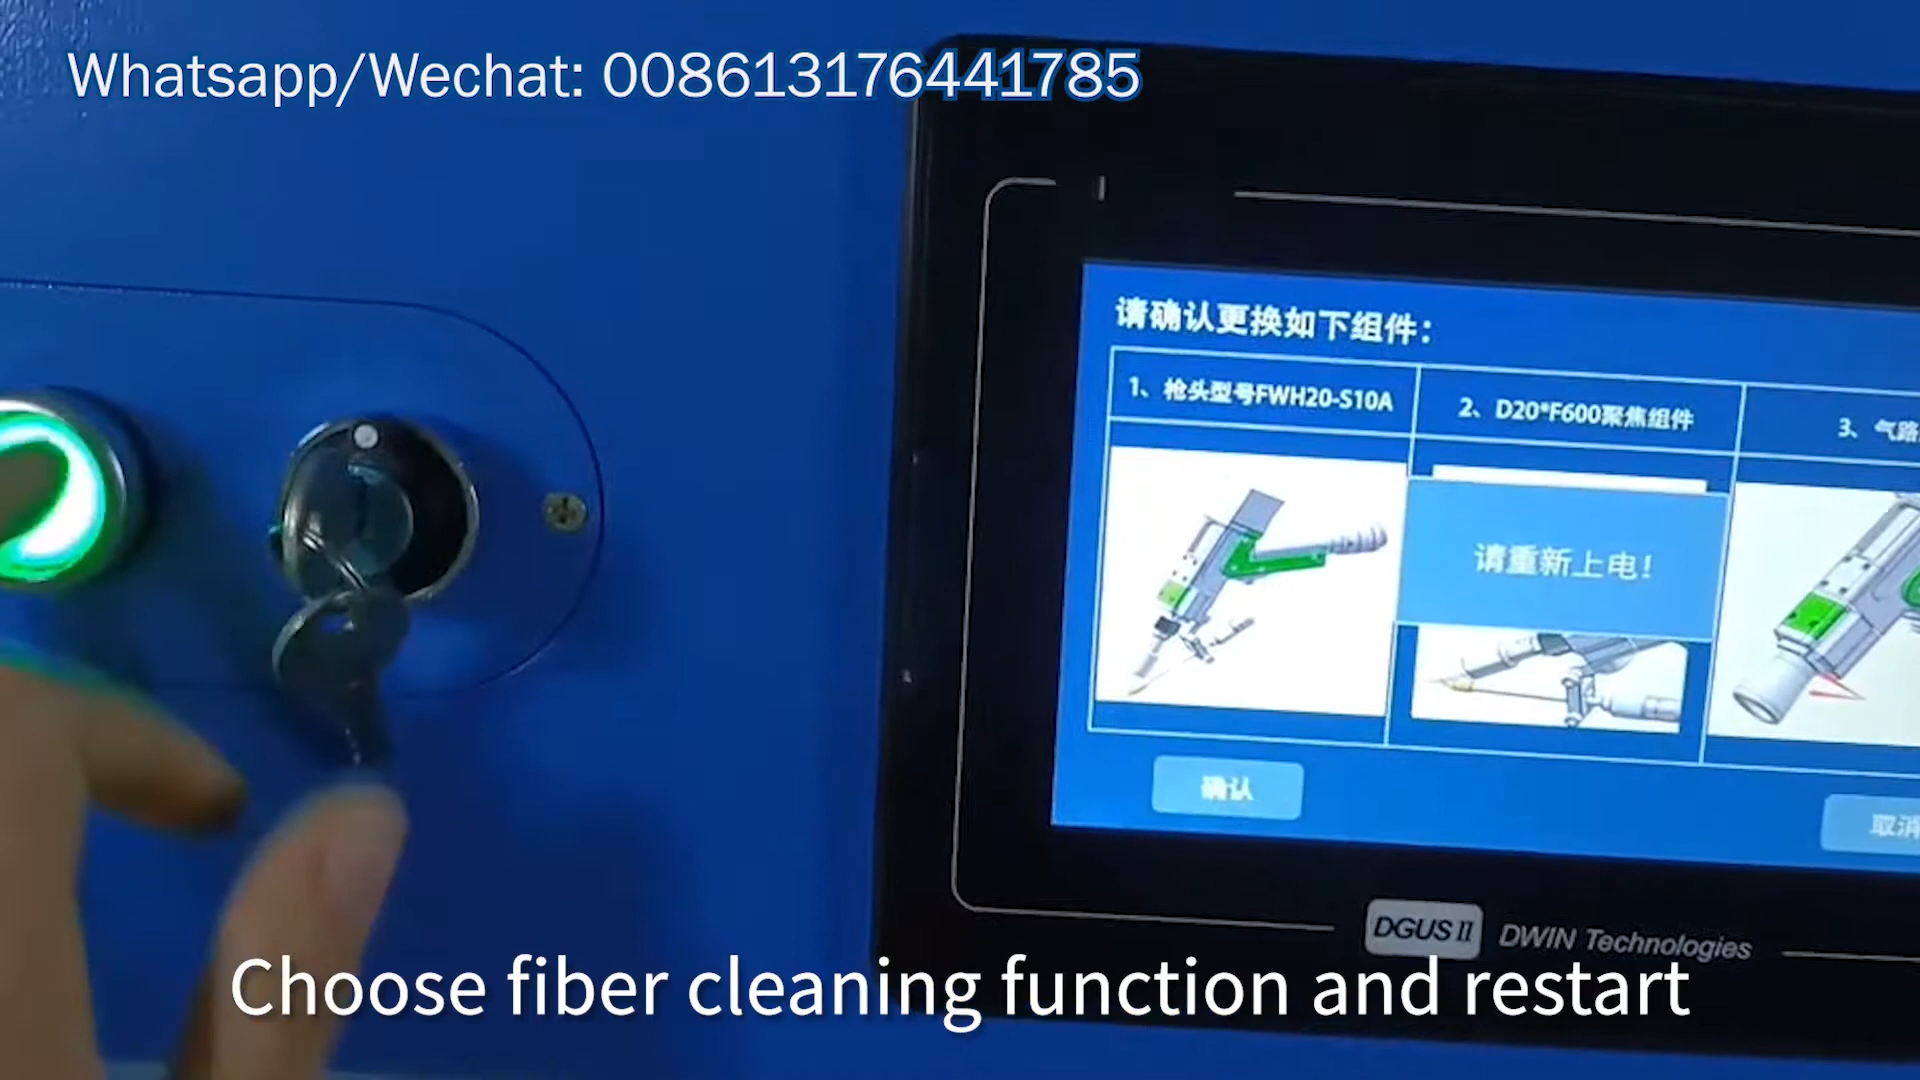 Whatsapp/Wechat: 008613176441785
请确认更换如下组件：
1、枪头型号FWH20-S10A
2、D20*F600聚焦组件
3、气路
请重新上电！
确认
取消
DGUS II DWIN Technologies
Choose fiber cleaning function and restart